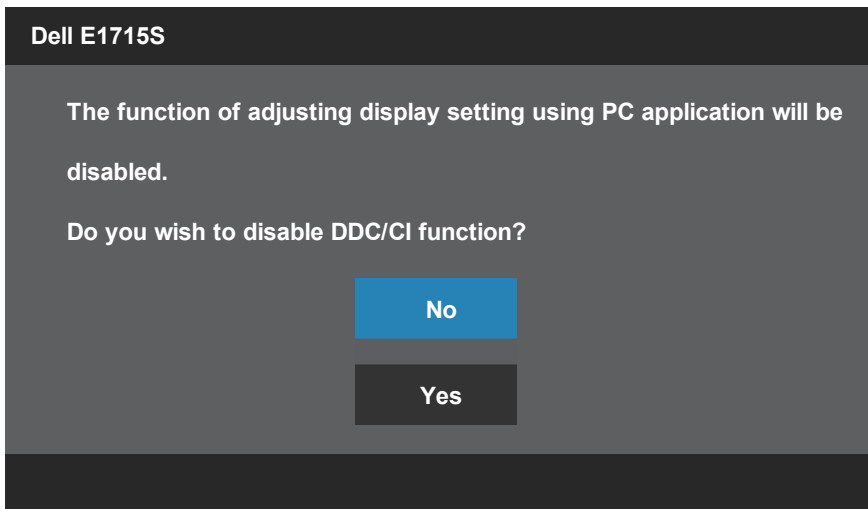 Dell E1715S
The function of adjusting display setting using PC application will be
disabled.
Do you wish to disable DDC/CI function?
No
Yes